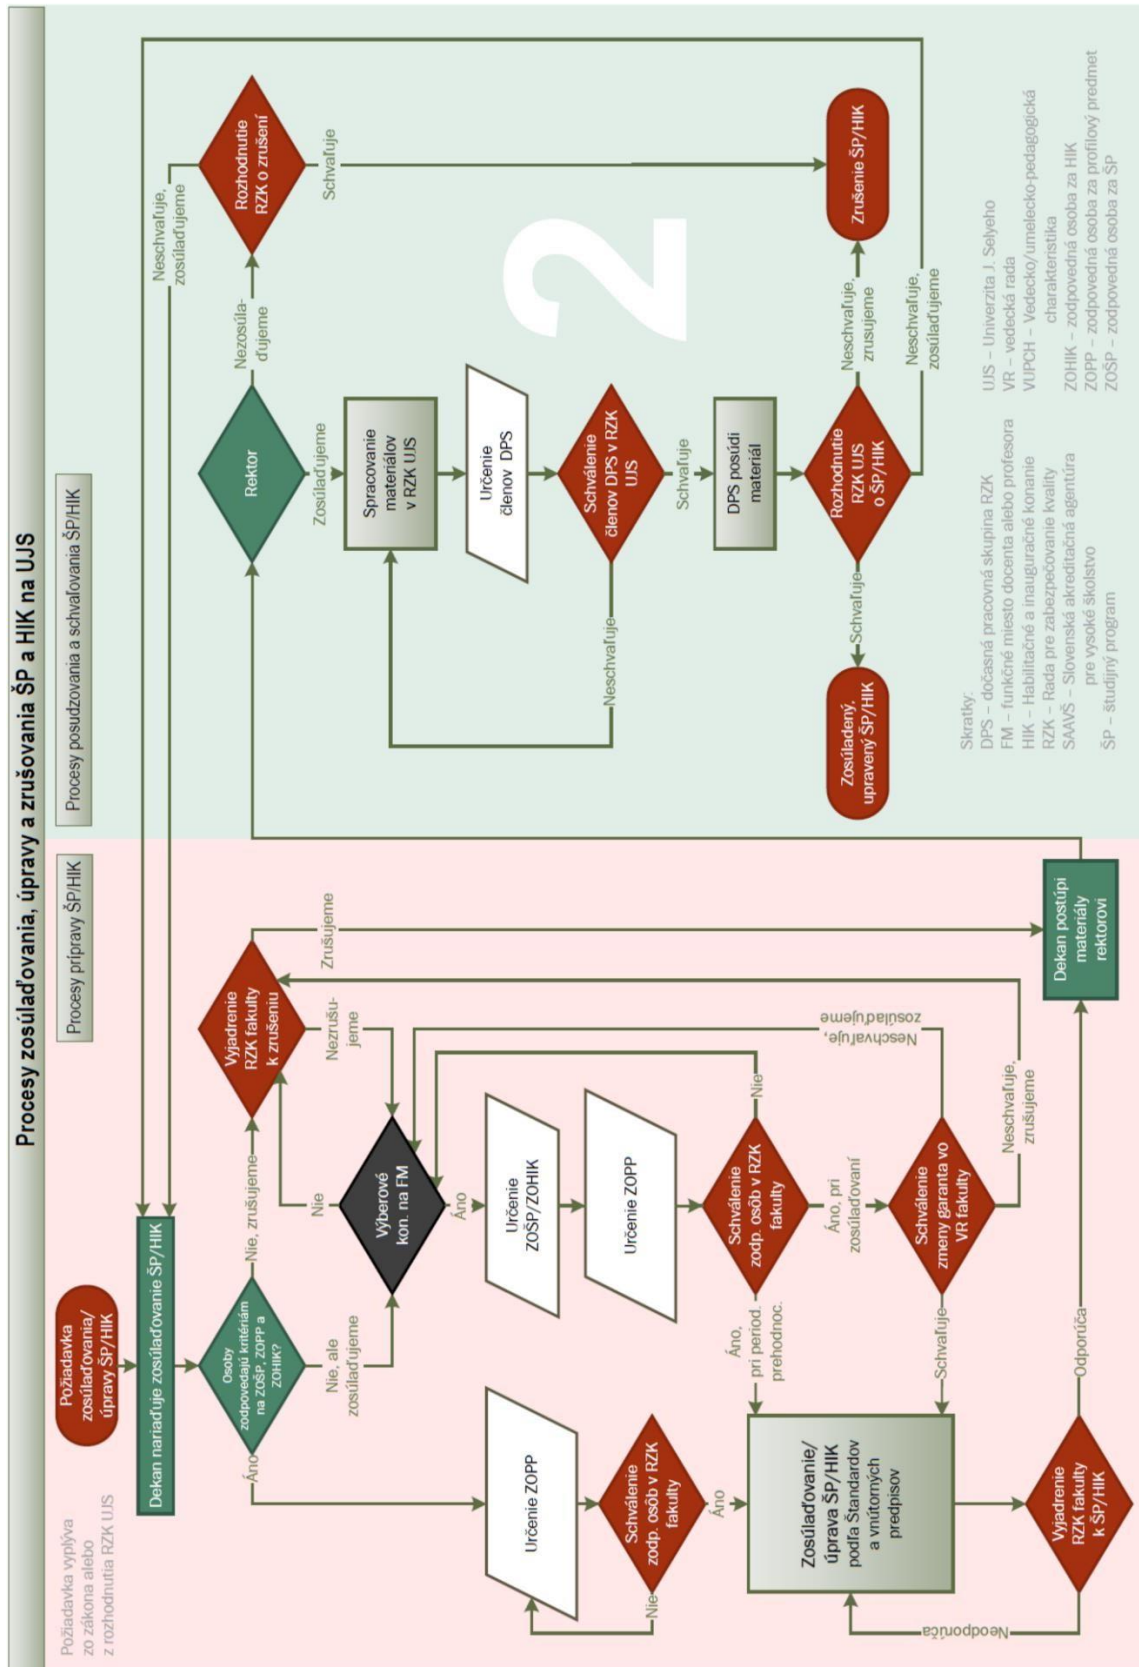 Procesy zosúlaďovania, úpravy a zrušovania ŠP a HIK na UJS
Procesy prípravy ŠP/HIK
Procesy posudzovania a schvaľovania ŠP/HIK
Požiadavka vyplýva
zo zákona alebo
z rozhodnutia RZK UJS
Požiadavka
zosúlaďovania/
úpravy ŠP/HIK
Dekan nariaďuje zosúlaďovanie ŠP/HIK
Osoby
zodpovedajú kritériám
na ZOŠP, ZOPP a
ZOHIK?
Áno
Nie, zrušujeme
Nie, ale
zosúlaďujeme
Vyjadrenie
RZK fakulty
k zrušeniu
Zrušujeme
Nezrušu-
jeme
Nie
Výberové
kon. na FM
Áno
Určenie
ZOŠP/ZOHIK
Určenie ZOPP
Určenie ZOPP
Schválenie
zodp. osôb v RZK
fakulty
Nie
Áno
Schválenie
zodp. osôb v RZK
fakulty
Nie
Áno,
pri period.
prehodnoc.
Áno, pri
zosúlaďovaní
Schválenie
zmeny garanta vo
VR fakulty
Neschvaľuje,
zosúlaďujeme
Schvaľuje
Neschvaľuje,
zrušujeme
Zosúlaďovanie/
úprava ŠP/HIK
podľa Štandardov
a vnútorných
predpisov
Vyjadrenie
RZK fakulty
k ŠP/HIK
Neodporúča
Odporúča
Dekan postúpi
materiály
rektorovi
Rektor
Nezosúla-
ďujeme
Zosúlaďujeme
Rozhodnutie
RZK o zrušení
Neschvaľuje,
zosúlaďujeme
Schvaľuje
Spracovanie
materiálov
v RZK UJS
Určenie
členov DPS
2
Schválenie
členov DPS v RZK
UJS
Neschvaľuje
Schvaľuje
DPS posúdi
materiál
Rozhodnutie
RZK UJS
o ŠP/HIK
Schvaľuje
Neschvaľuje,
zrusujeme
Neschvaľuje,
zosúlaďujeme
Zosúladený,
upravený ŠP/HIK
Zrušenie ŠP/HIK
Skratky:
DPS – dočasná pracovná skupina RZK
FM – funkčné miesto docenta alebo profesora
HIK – Habilitačné a inauguračné konanie
RZK – Rada pre zabezpečovanie kvality
SAAVŠ – Slovenská akreditačná agentúra
pre vysoké školstvo
ŠP – študijný program
UJS – Univerzita J. Selyeho
VR – vedecká rada
VUPCH – Vedecko/umelecko-pedagogická
charakteristika
ZOHIK – zodpovedná osoba za HIK
ZOPP – zodpovedná osoba za profilový predmet
ZOŠP – zodpovedná osoba za ŠP